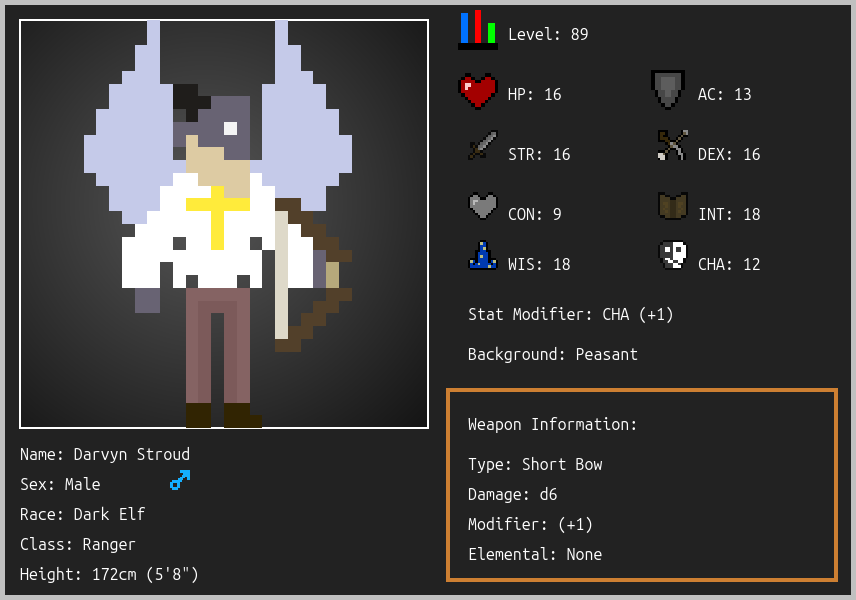 Level: 89
HP: 16
AC: 13
STR: 16
DEX: 16
CON: 9
INT: 18
WIS: 18
CHA: 12
Stat Modifier: CHA (+1)
Background: Peasant
Weapon Information:
Type: Short Bow
Damage: d6
Modifier: (+1)
Elemental: None
Name: Darvyn Stroud
Sex: Male
Race: Dark Elf
Class: Ranger
Height: 172cm (5'8")